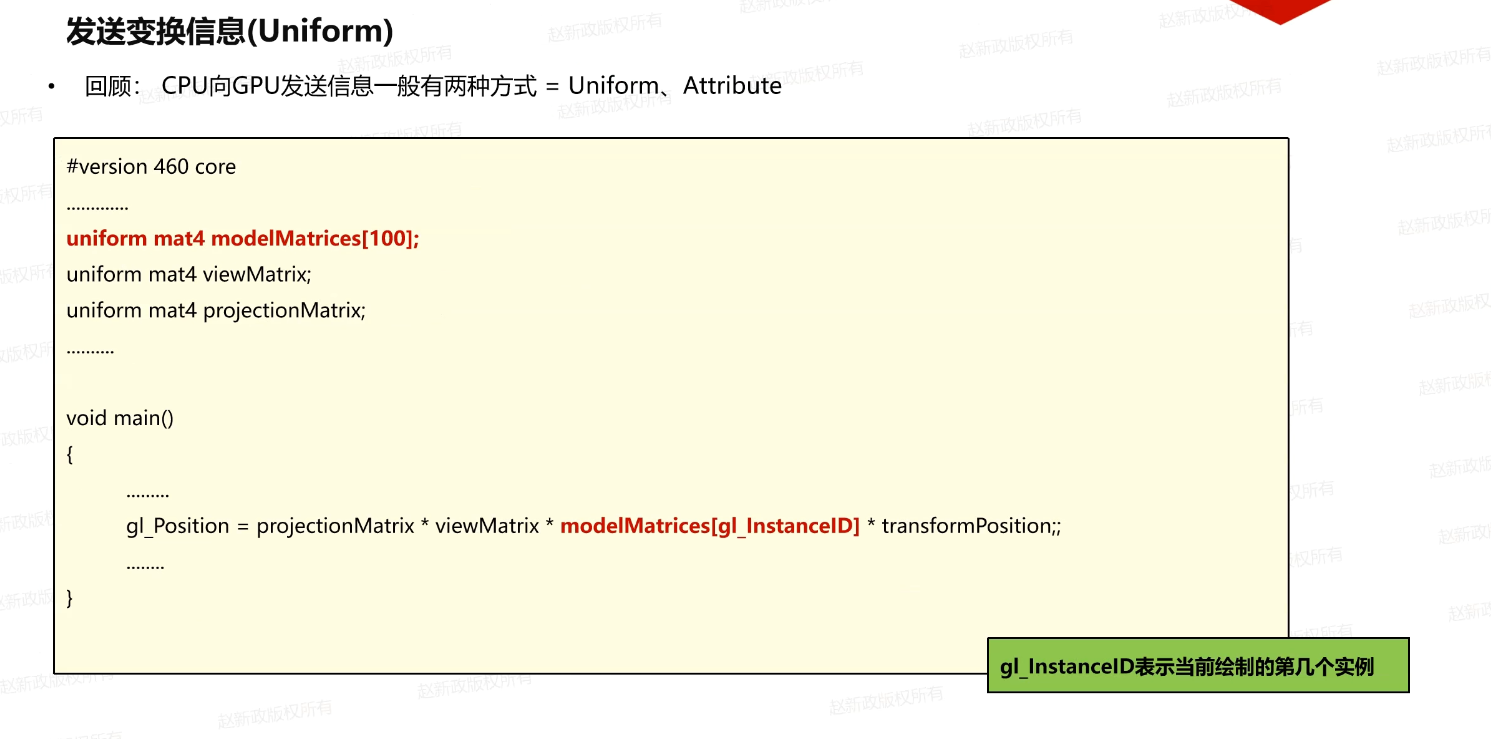 发送变换信息(Uniform)
• 回顾： CPU向GPU发送信息一般有两种方式 = Uniform、Attribute
#version 460 core
.............
uniform mat4 modelMatrices[100];
uniform mat4 viewMatrix;
uniform mat4 projectionMatrix;
..........
void main()
{
.........
gl_Position = projectionMatrix * viewMatrix * modelMatrices[gl_InstanceID] * transformPosition;;
........
}
gl_InstanceID表示当前绘制的第几个实例
赵新政版权所有